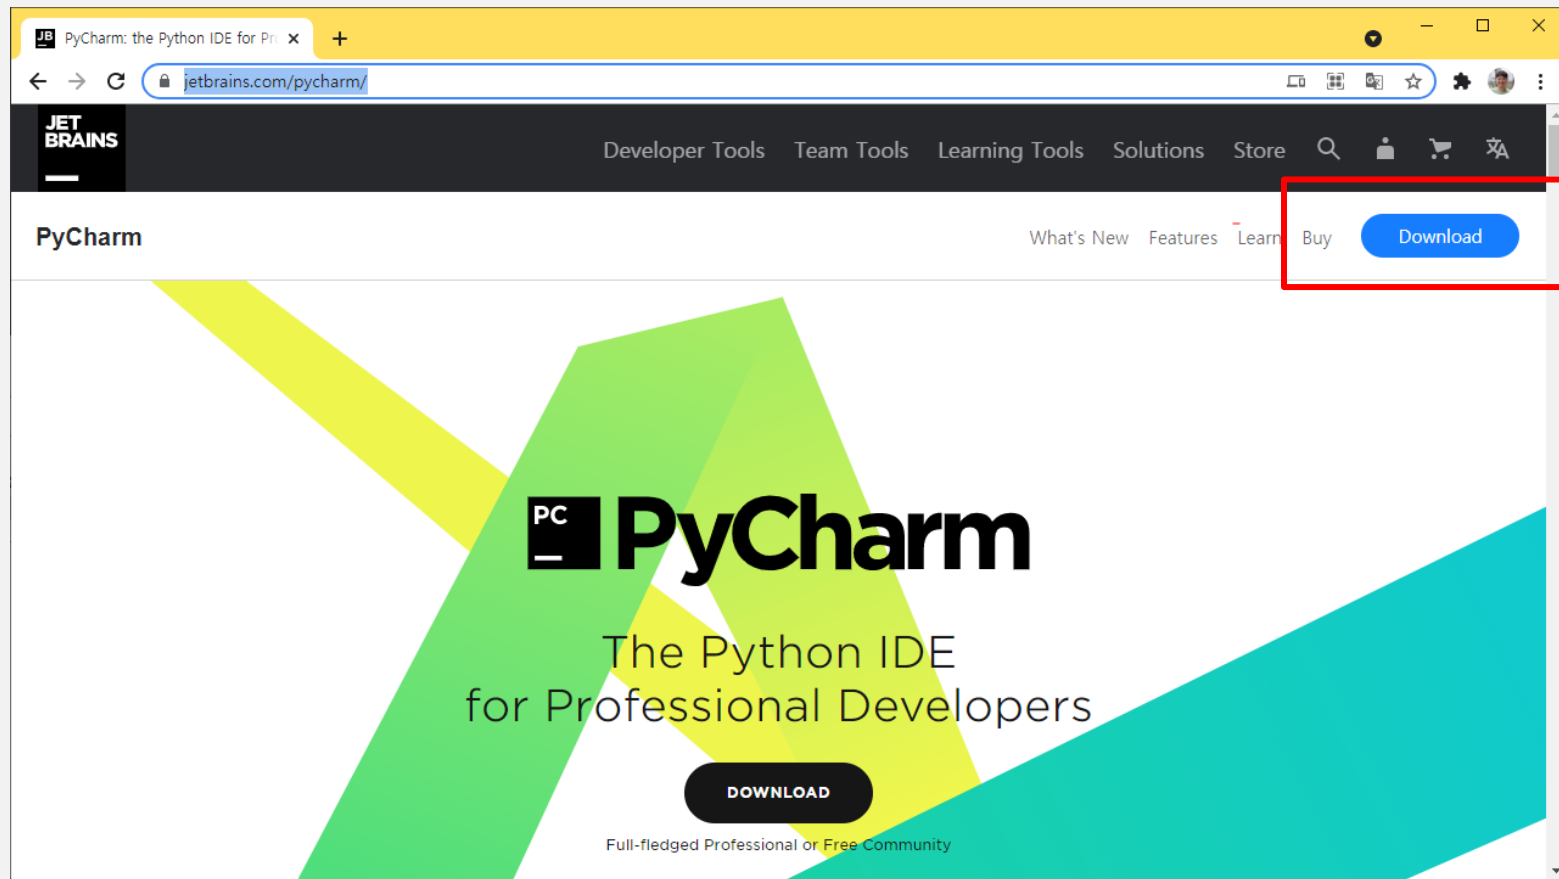 JB PyCharm: the Python IDE for Pr
jetbrains.com/pycharm/
JET
BRAINS
Developer Tools Team Tools Learning Tools Solutions Store
PyCharm
What's New Features Learn Buy Download
PC PyCharm
The Python IDE
for Professional Developers
DOWNLOAD
Full-fledged Professional or Free Community